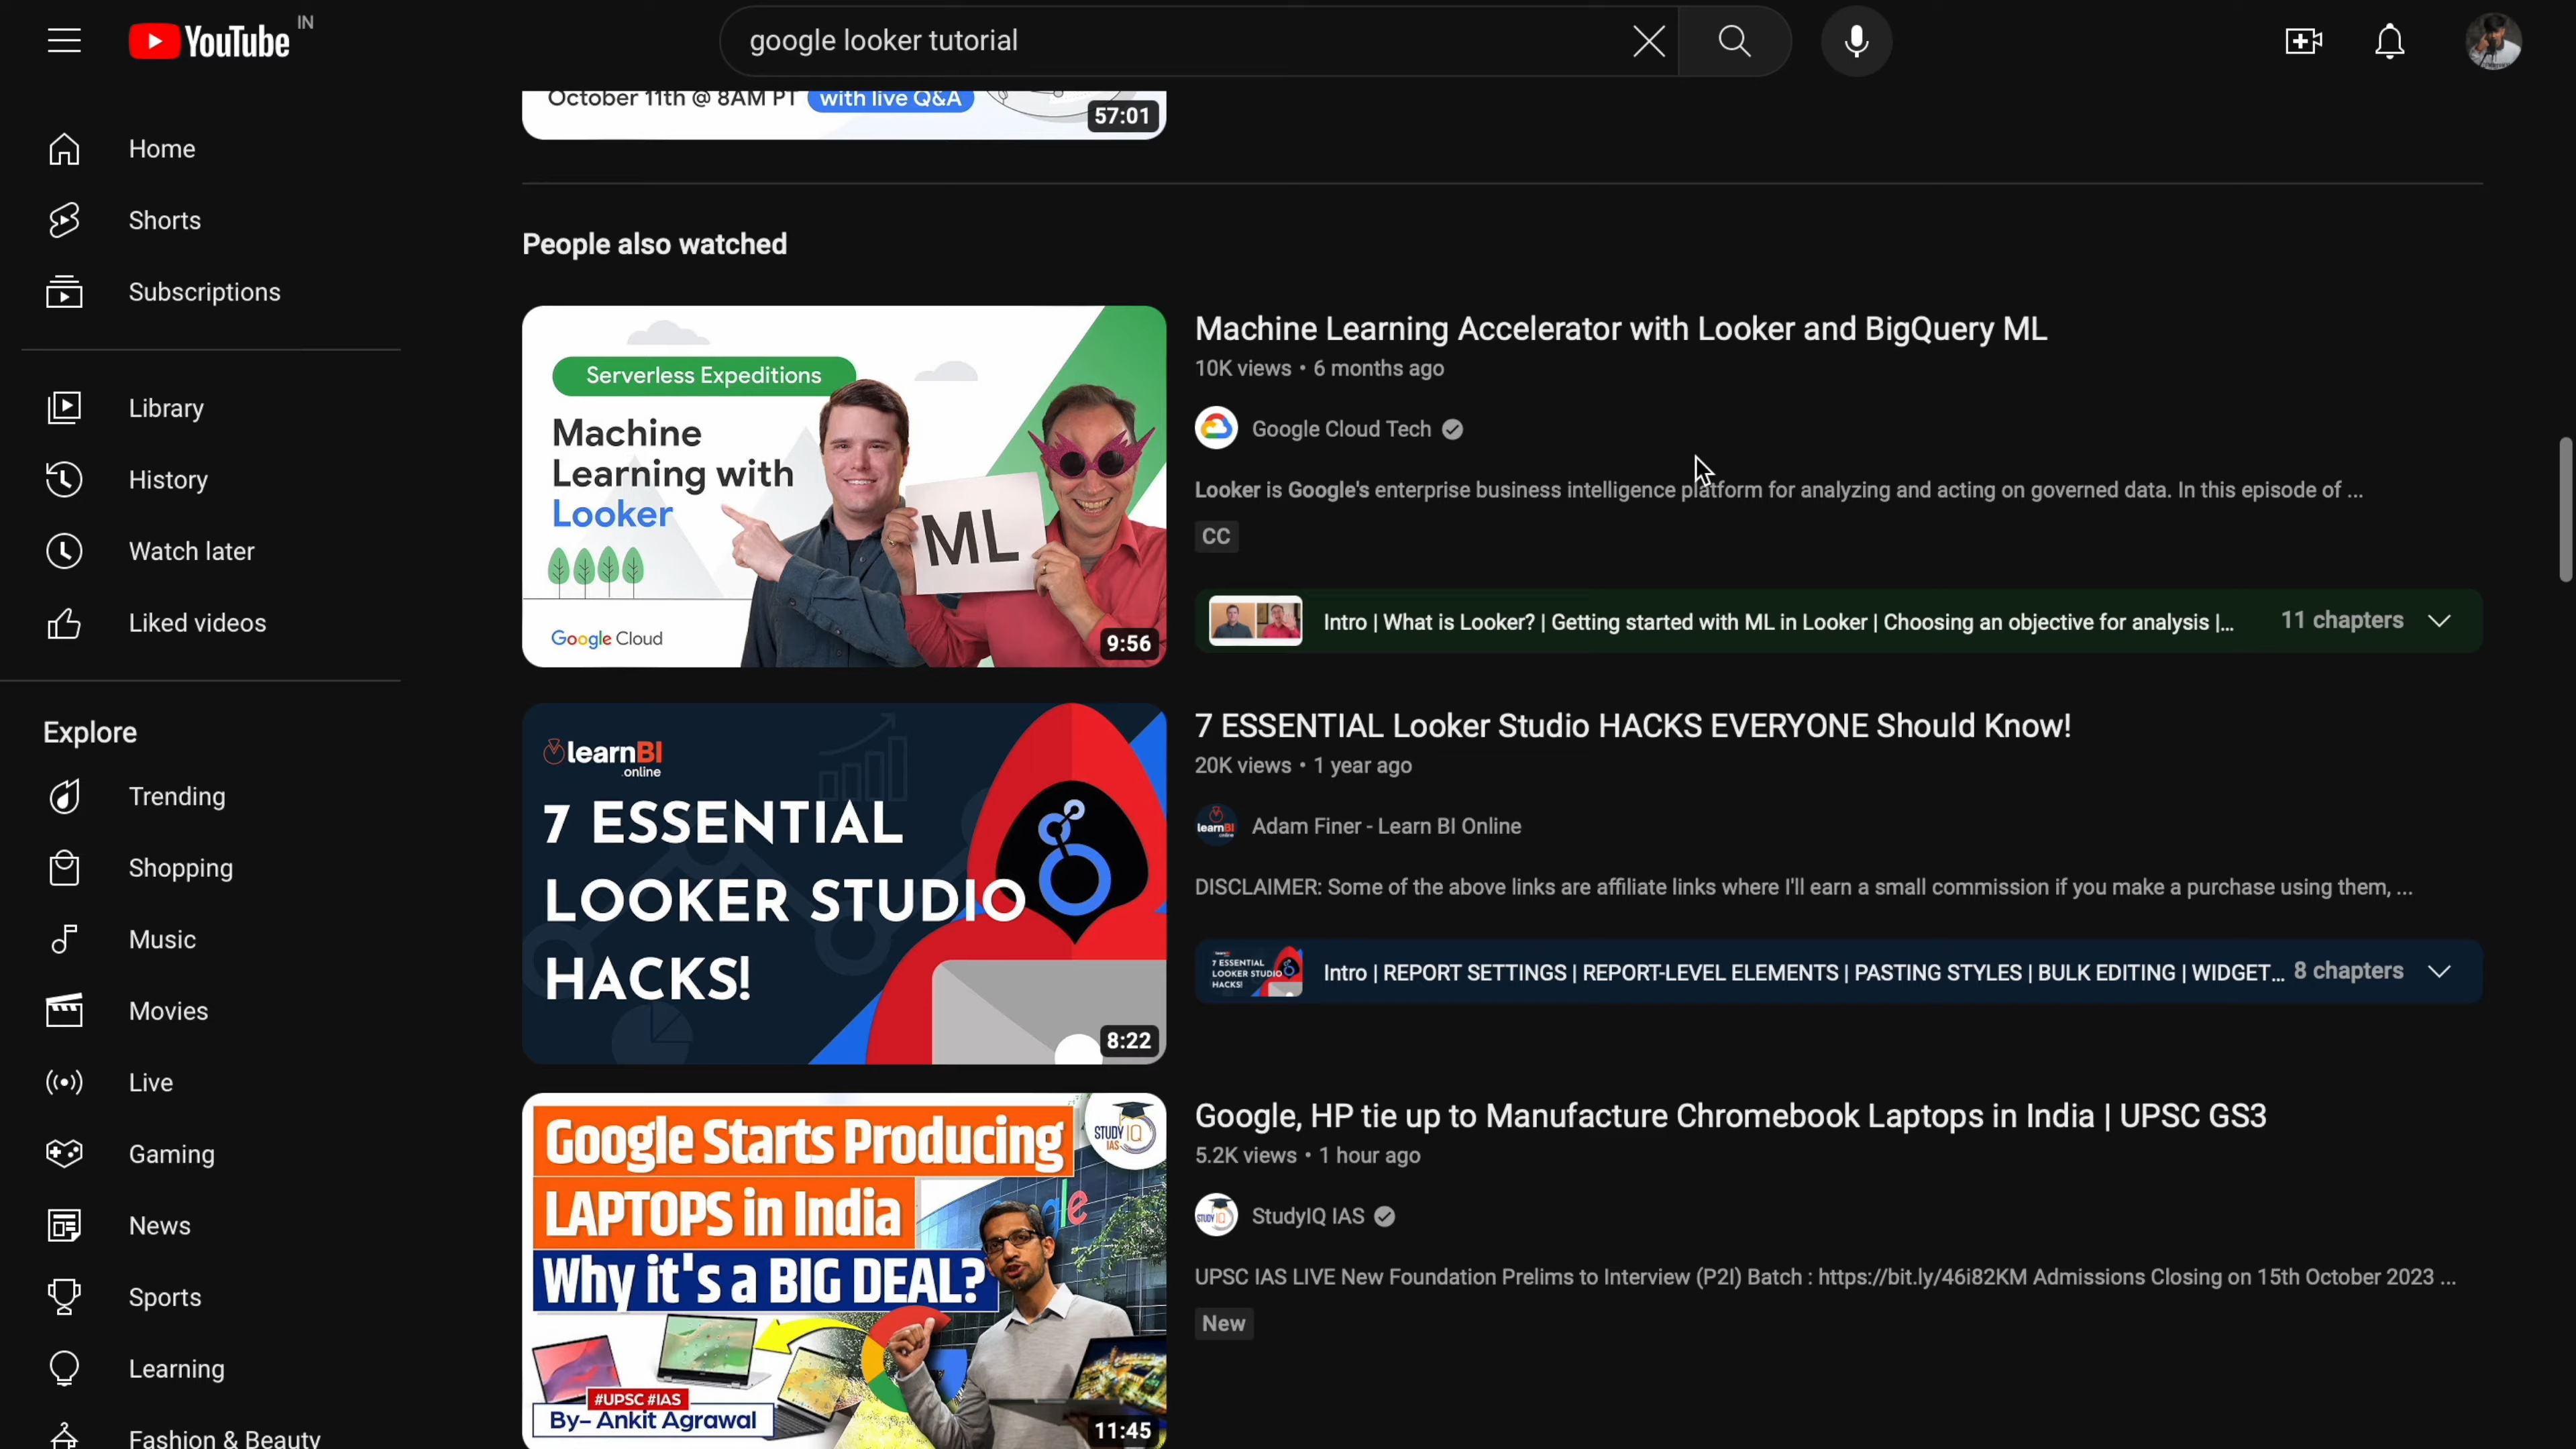 YouTube IN
google looker tutorial
Home
Shorts
Subscriptions
Library
History
Watch later
Liked videos
Explore
Trending
Shopping
Music
Movies
Live
Gaming
News
Sports
Learning
Fashion & Beauty
October 11th @ 8AM PT with live Q&A
57:01
People also watched
Serverless Expeditions
Machine
Learning with
Looker
ML
Google Cloud
9:56
Machine Learning Accelerator with Looker and BigQuery ML
10K views • 6 months ago
Google Cloud Tech
Looker is Google's enterprise business intelligence platform for analyzing and acting on governed data. In this episode of ...
CC
Intro | What is Looker? | Getting started with ML in Looker | Choosing an objective for analysis |... 11 chapters
learnBI
.online
7 ESSENTIAL
LOOKER STUDIO
HACKS!
8:22
7 ESSENTIAL Looker Studio HACKS EVERYONE Should Know!
20K views • 1 year ago
learnBI
Adam Finer - Learn BI Online
DISCLAIMER: Some of the above links are affiliate links where I'll earn a small commission if you make a purchase using them, ...
7 ESSENTIAL
LOOKER STUDIO
HACKS!
Intro | REPORT SETTINGS | REPORT-LEVEL ELEMENTS | PASTING STYLES | BULK EDITING | WIDGET... 8 chapters
Google Starts Producing
LAPTOPS in India
Why it's a BIG DEAL?
STUDY IQ
IAS
#UPSC #IAS
By- Ankit Agrawal
11:45
Google, HP tie up to Manufacture Chromebook Laptops in India | UPSC GS3
5.2K views • 1 hour ago
STUDY IQ
StudyIQ IAS
UPSC IAS LIVE New Foundation Prelims to Interview (P2I) Batch : https://bit.ly/46i82KM Admissions Closing on 15th October 2023 ...
New